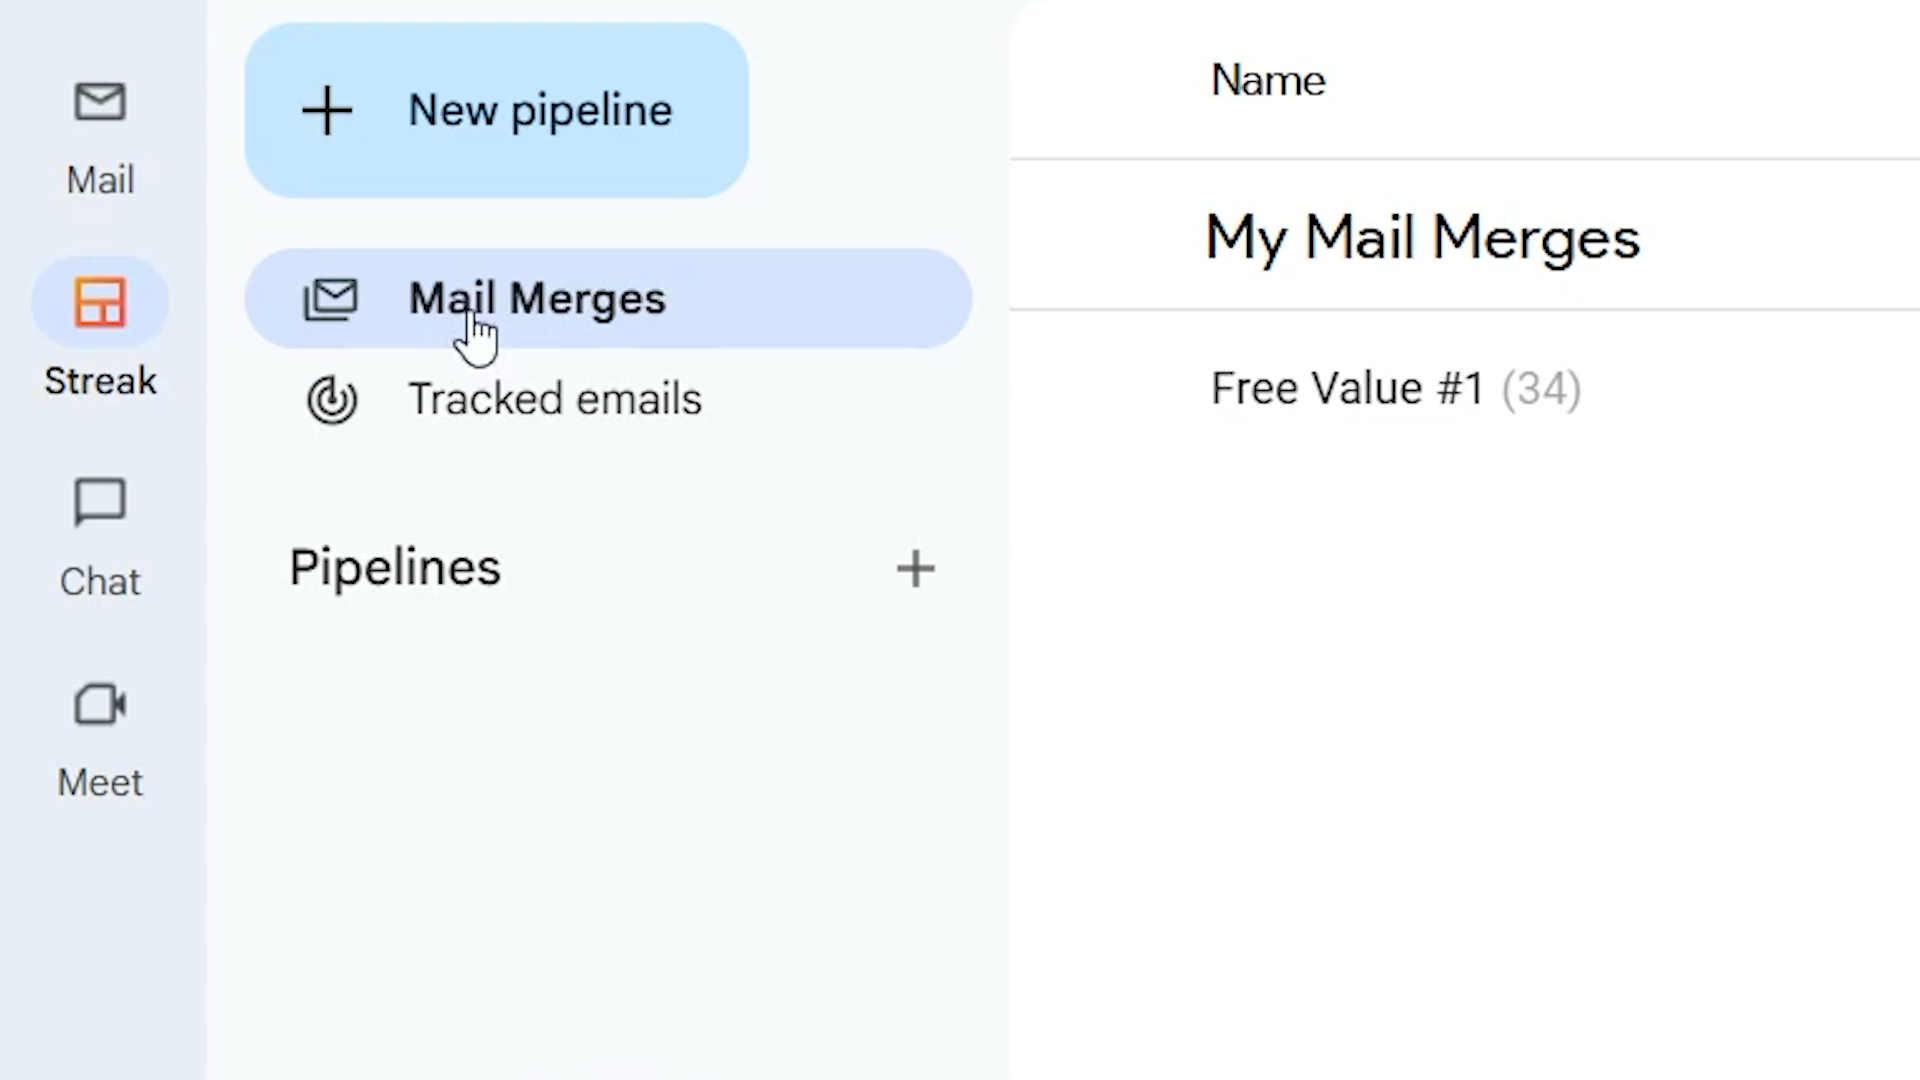 Mail
Streak
Chat
Meet
New pipeline
Mail Merges
Tracked emails
Pipelines
Name
My Mail Merges
Free Value #1 (34)